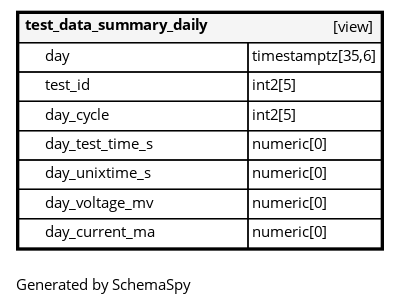 test_data_summary_daily [view]
day timestamptz[35,6]
test_id int2[5]
day_cycle int2[5]
day_test_time_s numeric[0]
day_unixtime_s numeric[0]
day_voltage_mv numeric[0]
day_current_ma numeric[0]
Generated by SchemaSpy